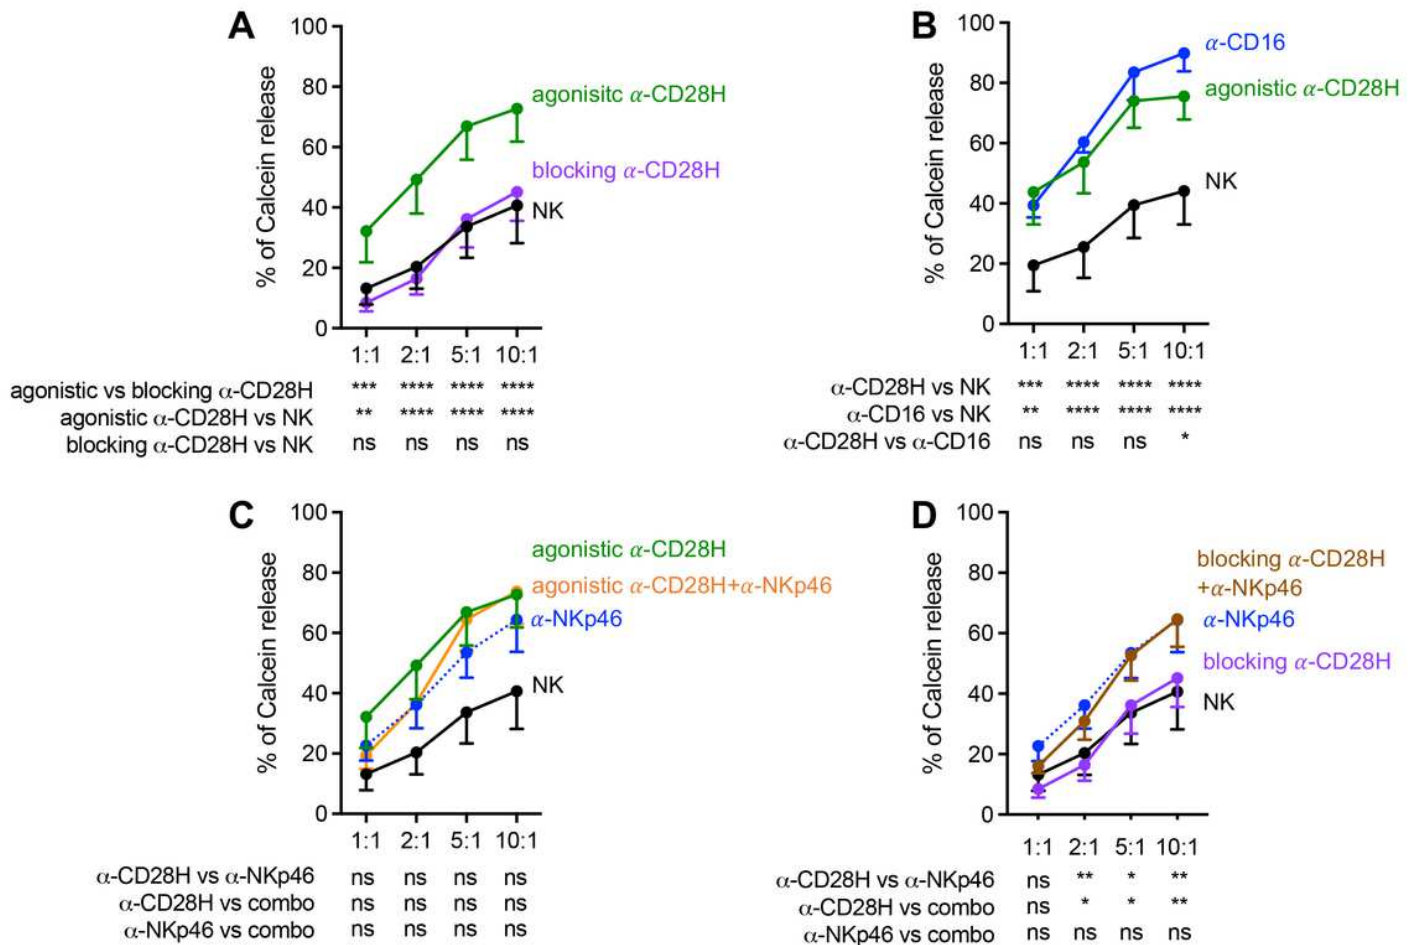 A
100
80
60
40
20
0
% of Calcein release
agonisitc α-CD28H
blocking α-CD28H
NK
1:1 2:1 5:1 10:1
agonistic vs blocking α-CD28H *** **** **** ****
agonistic α-CD28H vs NK ** **** **** ****
blocking α-CD28H vs NK ns ns ns ns
B
100
80
60
40
20
0
% of Calcein release
α-CD16
agonistic α-CD28H
NK
1:1 2:1 5:1 10:1
α-CD28H vs NK *** **** **** ****
α-CD16 vs NK ** **** **** ****
α-CD28H vs α-CD16 ns ns ns *
C
100
80
60
40
20
0
% of Calcein release
agonistic α-CD28H
agonistic α-CD28H+α-NKp46
α-NKp46
NK
1:1 2:1 5:1 10:1
α-CD28H vs α-NKp46 ns ns ns ns
α-CD28H vs combo ns ns ns ns
α-NKp46 vs combo ns ns ns ns
D
100
80
60
40
20
0
% of Calcein release
blocking α-CD28H
+α-NKp46
α-NKp46
blocking α-CD28H
NK
1:1 2:1 5:1 10:1
α-CD28H vs α-NKp46 ns ** * **
α-CD28H vs combo ns * * **
α-NKp46 vs combo ns ns ns ns